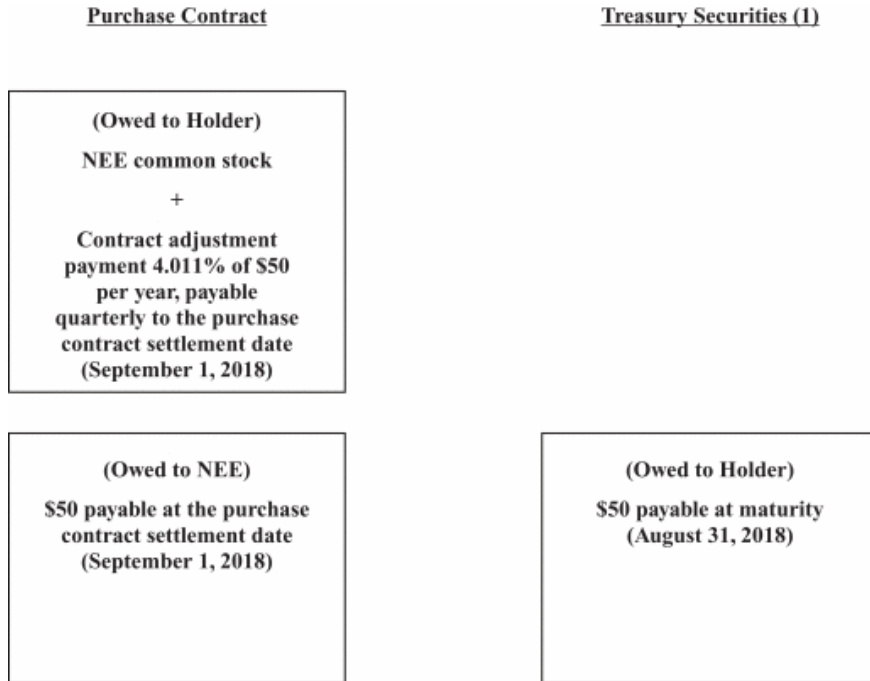 Purchase Contract
Treasury Securities (1)
(Owed to Holder)
NEE common stock
+
Contract adjustment
payment 4.011% of $50
per year, payable
quarterly to the purchase
contract settlement date
(September 1, 2018)
(Owed to NEE)
$50 payable at the purchase
contract settlement date
(September 1, 2018)
(Owed to Holder)
$50 payable at maturity
(August 31, 2018)